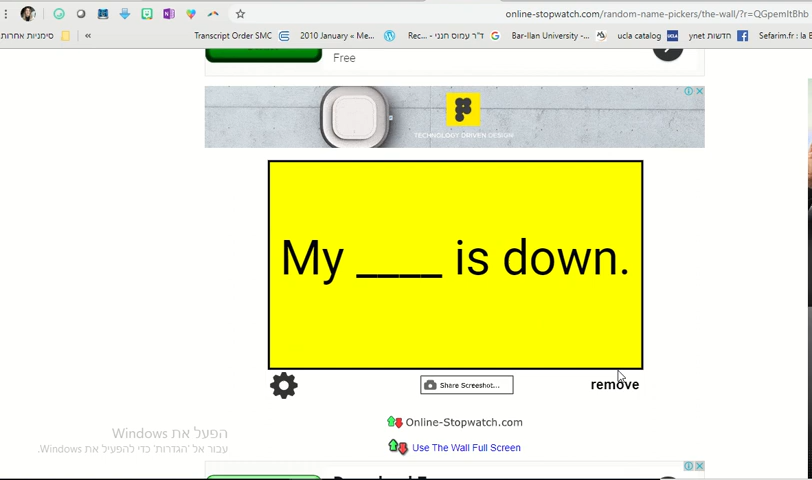 online-stopwatch.com/random-name-pickers/the-wall/?r=QGpemItBhb
סימניות אחרות « Transcript Order SMC 2010 January « Me... Rec... - ד"ר עמוס חנני Bar-Ilan University -... ucla catalog ynet חדשות Sefarim.fr : la B
Free
TECHNOLOGY DRIVEN DESIGN
My ____ is down.
Share Screeshot...
remove
Online-Stopwatch.com
Use The Wall Full Screen
הפעל את Windows
עבור אל 'הגדרות' כדי להפעיל את Windows.